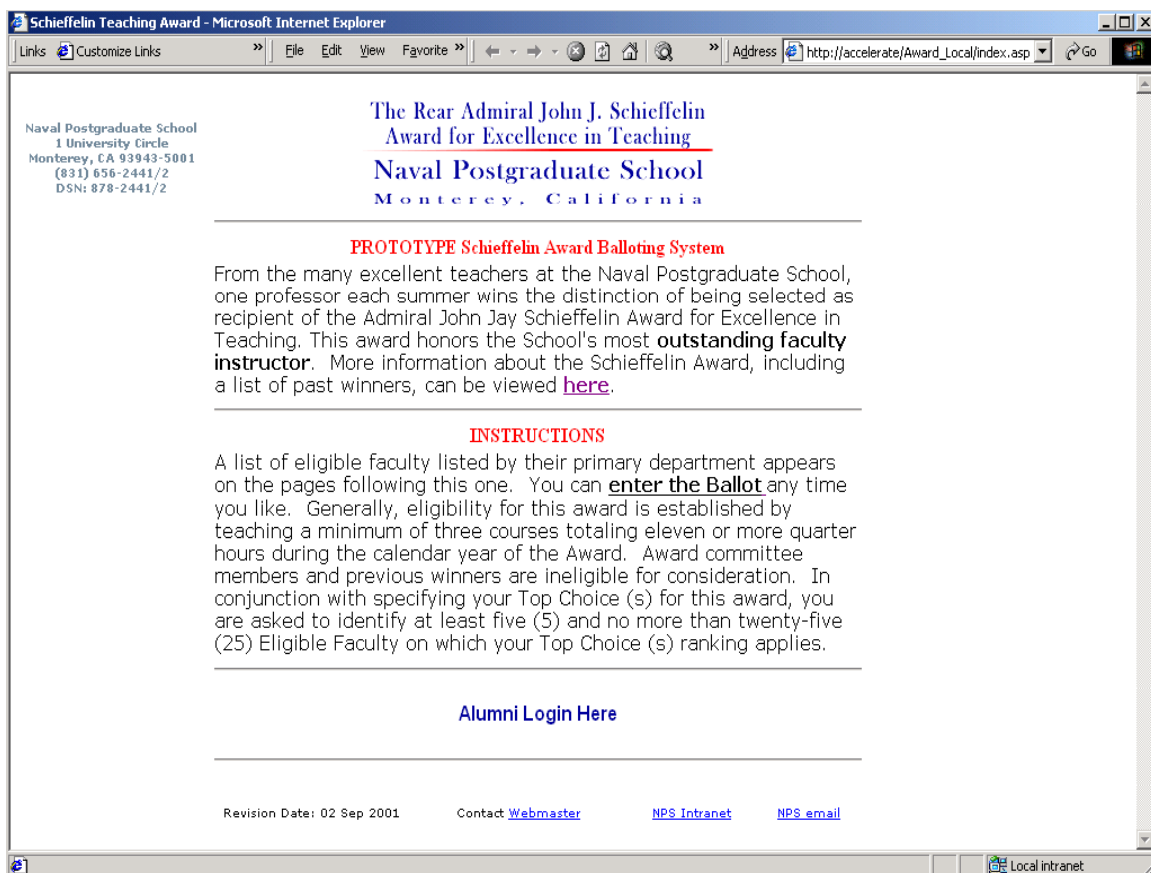 Schieffelin Teaching Award - Microsoft Internet Explorer
Links Customize Links » File Edit View Favorite » » Address http://accelerate/Award_Local/index.asp Go
Naval Postgraduate School
1 University Circle
Monterey, CA 93943-5001
(831) 656-2441/2
DSN: 878-2441/2
The Rear Admiral John J. Schieffelin
Award for Excellence in Teaching
Naval Postgraduate School
Monterey, California
PROTOTYPE Schieffelin Award Balloting System
From the many excellent teachers at the Naval Postgraduate School,
one professor each summer wins the distinction of being selected as
recipient of the Admiral John Jay Schieffelin Award for Excellence in
Teaching. This award honors the School's most outstanding faculty
instructor. More information about the Schieffelin Award, including
a list of past winners, can be viewed here.
INSTRUCTIONS
A list of eligible faculty listed by their primary department appears
on the pages following this one. You can enter the Ballot any time
you like. Generally, eligibility for this award is established by
teaching a minimum of three courses totaling eleven or more quarter
hours during the calendar year of the Award. Award committee
members and previous winners are ineligible for consideration. In
conjunction with specifying your Top Choice (s) for this award, you
are asked to identify at least five (5) and no more than twenty-five
(25) Eligible Faculty on which your Top Choice (s) ranking applies.
Alumni Login Here
Revision Date: 02 Sep 2001 Contact Webmaster NPS Intranet NPS email
Local intranet